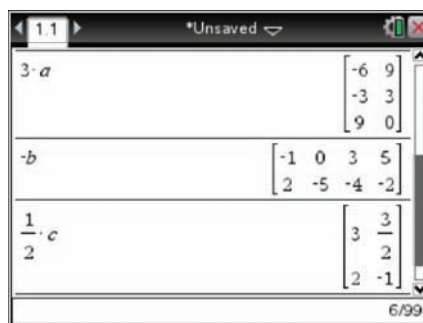 1.1 *Unsaved
3·a [-6 9
-3 3
9 0]
-b [-1 0 3 5
2 -5 -4 -2]
1/2·c [3 3/2
2 -1]
6/99